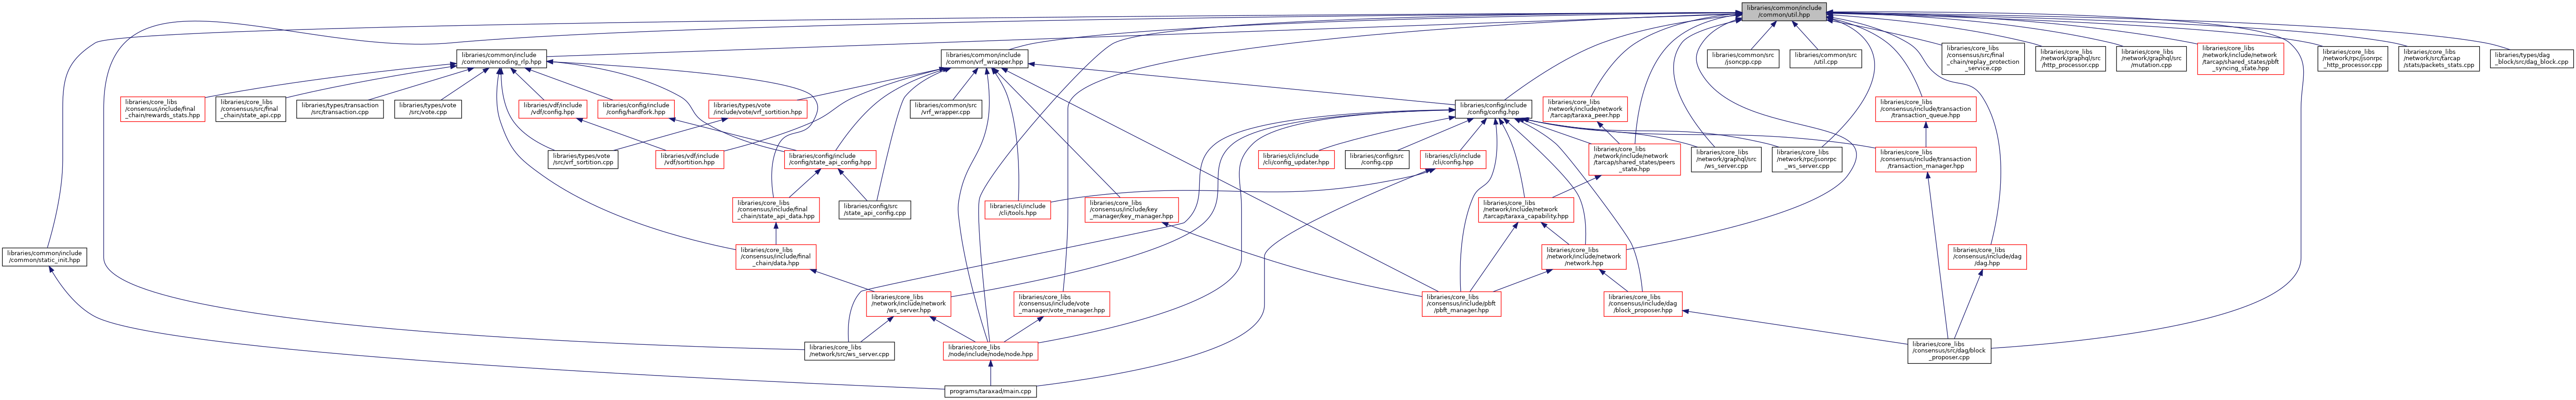 libraries/common/include
/common/util.hpp
libraries/common/include
/common/encoding_rlp.hpp
libraries/common/include
/common/vrf_wrapper.hpp
libraries/common/src
/jsoncpp.cpp
libraries/common/src
/util.cpp
libraries/core_libs
/consensus/src/final
_chain/replay_protection
_service.cpp
libraries/core_libs
/network/graphql/src
/http_processor.cpp
libraries/core_libs
/network/graphql/src
/mutation.cpp
libraries/core_libs
/network/include/network
/tarcap/shared_states/pbft
_syncing_state.hpp
libraries/core_libs
/network/rpc/jsonrpc
_http_processor.cpp
libraries/core_libs
/network/src/tarcap
/stats/packets_stats.cpp
libraries/types/dag
_block/src/dag_block.cpp
libraries/core_libs
/consensus/include/final
_chain/rewards_stats.hpp
libraries/core_libs
/consensus/src/final
_chain/state_api.cpp
libraries/types/transaction
/src/transaction.cpp
libraries/types/vote
/src/vote.cpp
libraries/vdf/include
/vdf/config.hpp
libraries/config/include
/config/hardfork.hpp
libraries/types/vote
/include/vote/vrf_sortition.hpp
libraries/common/src
/vrf_wrapper.cpp
libraries/config/include
/config/config.hpp
libraries/core_libs
/network/include/network
/tarcap/taraxa_peer.hpp
libraries/core_libs
/consensus/include/transaction
/transaction_queue.hpp
libraries/types/vote
/src/vrf_sortition.cpp
libraries/vdf/include
/vdf/sortition.hpp
libraries/config/include
/config/state_api_config.hpp
libraries/cli/include
/cli/config_updater.hpp
libraries/config/src
/config.cpp
libraries/cli/include
/cli/config.hpp
libraries/core_libs
/network/include/network
/tarcap/shared_states/peers
_state.hpp
libraries/core_libs
/network/graphql/src
/ws_server.cpp
libraries/core_libs
/network/rpc/jsonrpc
_ws_server.cpp
libraries/core_libs
/consensus/include/transaction
/transaction_manager.hpp
libraries/core_libs
/consensus/include/final
_chain/state_api_data.hpp
libraries/config/src
/state_api_config.cpp
libraries/cli/include
/cli/tools.hpp
libraries/core_libs
/consensus/include/key
_manager/key_manager.hpp
libraries/core_libs
/network/include/network
/tarcap/taraxa_capability.hpp
libraries/common/include
/common/static_init.hpp
libraries/core_libs
/consensus/include/final
_chain/data.hpp
libraries/core_libs
/network/include/network
/network.hpp
libraries/core_libs
/consensus/include/dag
/dag.hpp
libraries/core_libs
/network/include/network
/ws_server.hpp
libraries/core_libs
/consensus/include/vote
_manager/vote_manager.hpp
libraries/core_libs
/consensus/include/pbft
/pbft_manager.hpp
libraries/core_libs
/consensus/include/dag
/block_proposer.hpp
libraries/core_libs
/network/src/ws_server.cpp
libraries/core_libs
/node/include/node/node.hpp
libraries/core_libs
/consensus/src/dag/block
_proposer.cpp
programs/taraxad/main.cpp